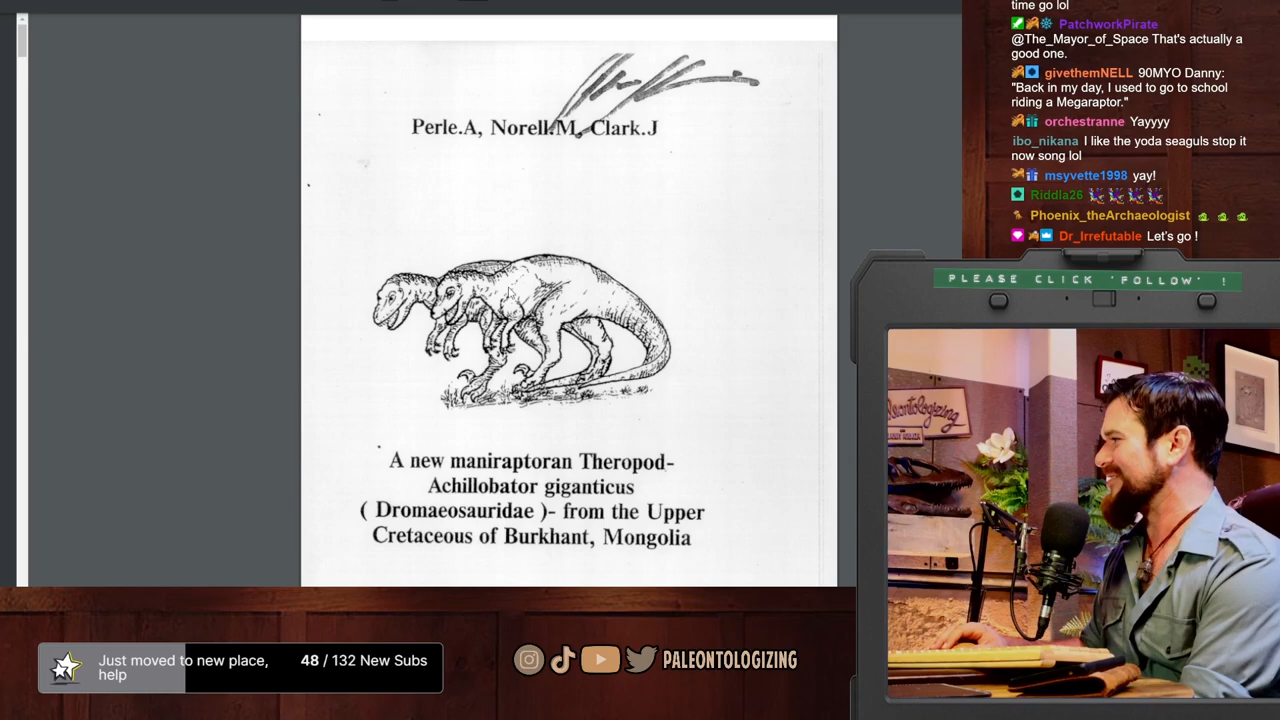 Perle.A, Norell.M, Clark.J
A new maniraptoran Theropod-
Achillobator giganticus
( Dromaeosauridae )- from the Upper
Cretaceous of Burkhant, Mongolia
time go lol
PatchworkPirate
@The_Mayor_of_Space That's actually a
good one.
givethemNELL 90MYO Danny:
"Back in my day, I used to go to school
riding a Megaraptor."
orchestranne Yayyyy
ibo_nikana I like the yoda seaguls stop it
now song lol
msyvette1998 yay!
Riddla26
Phoenix_theArchaeologist
Dr_Irrefutable Let's go !
PLEASE CLICK 'FOLLOW' !
Just moved to new place,
help
48 / 132 New Subs
PALEONTOLOGIZING